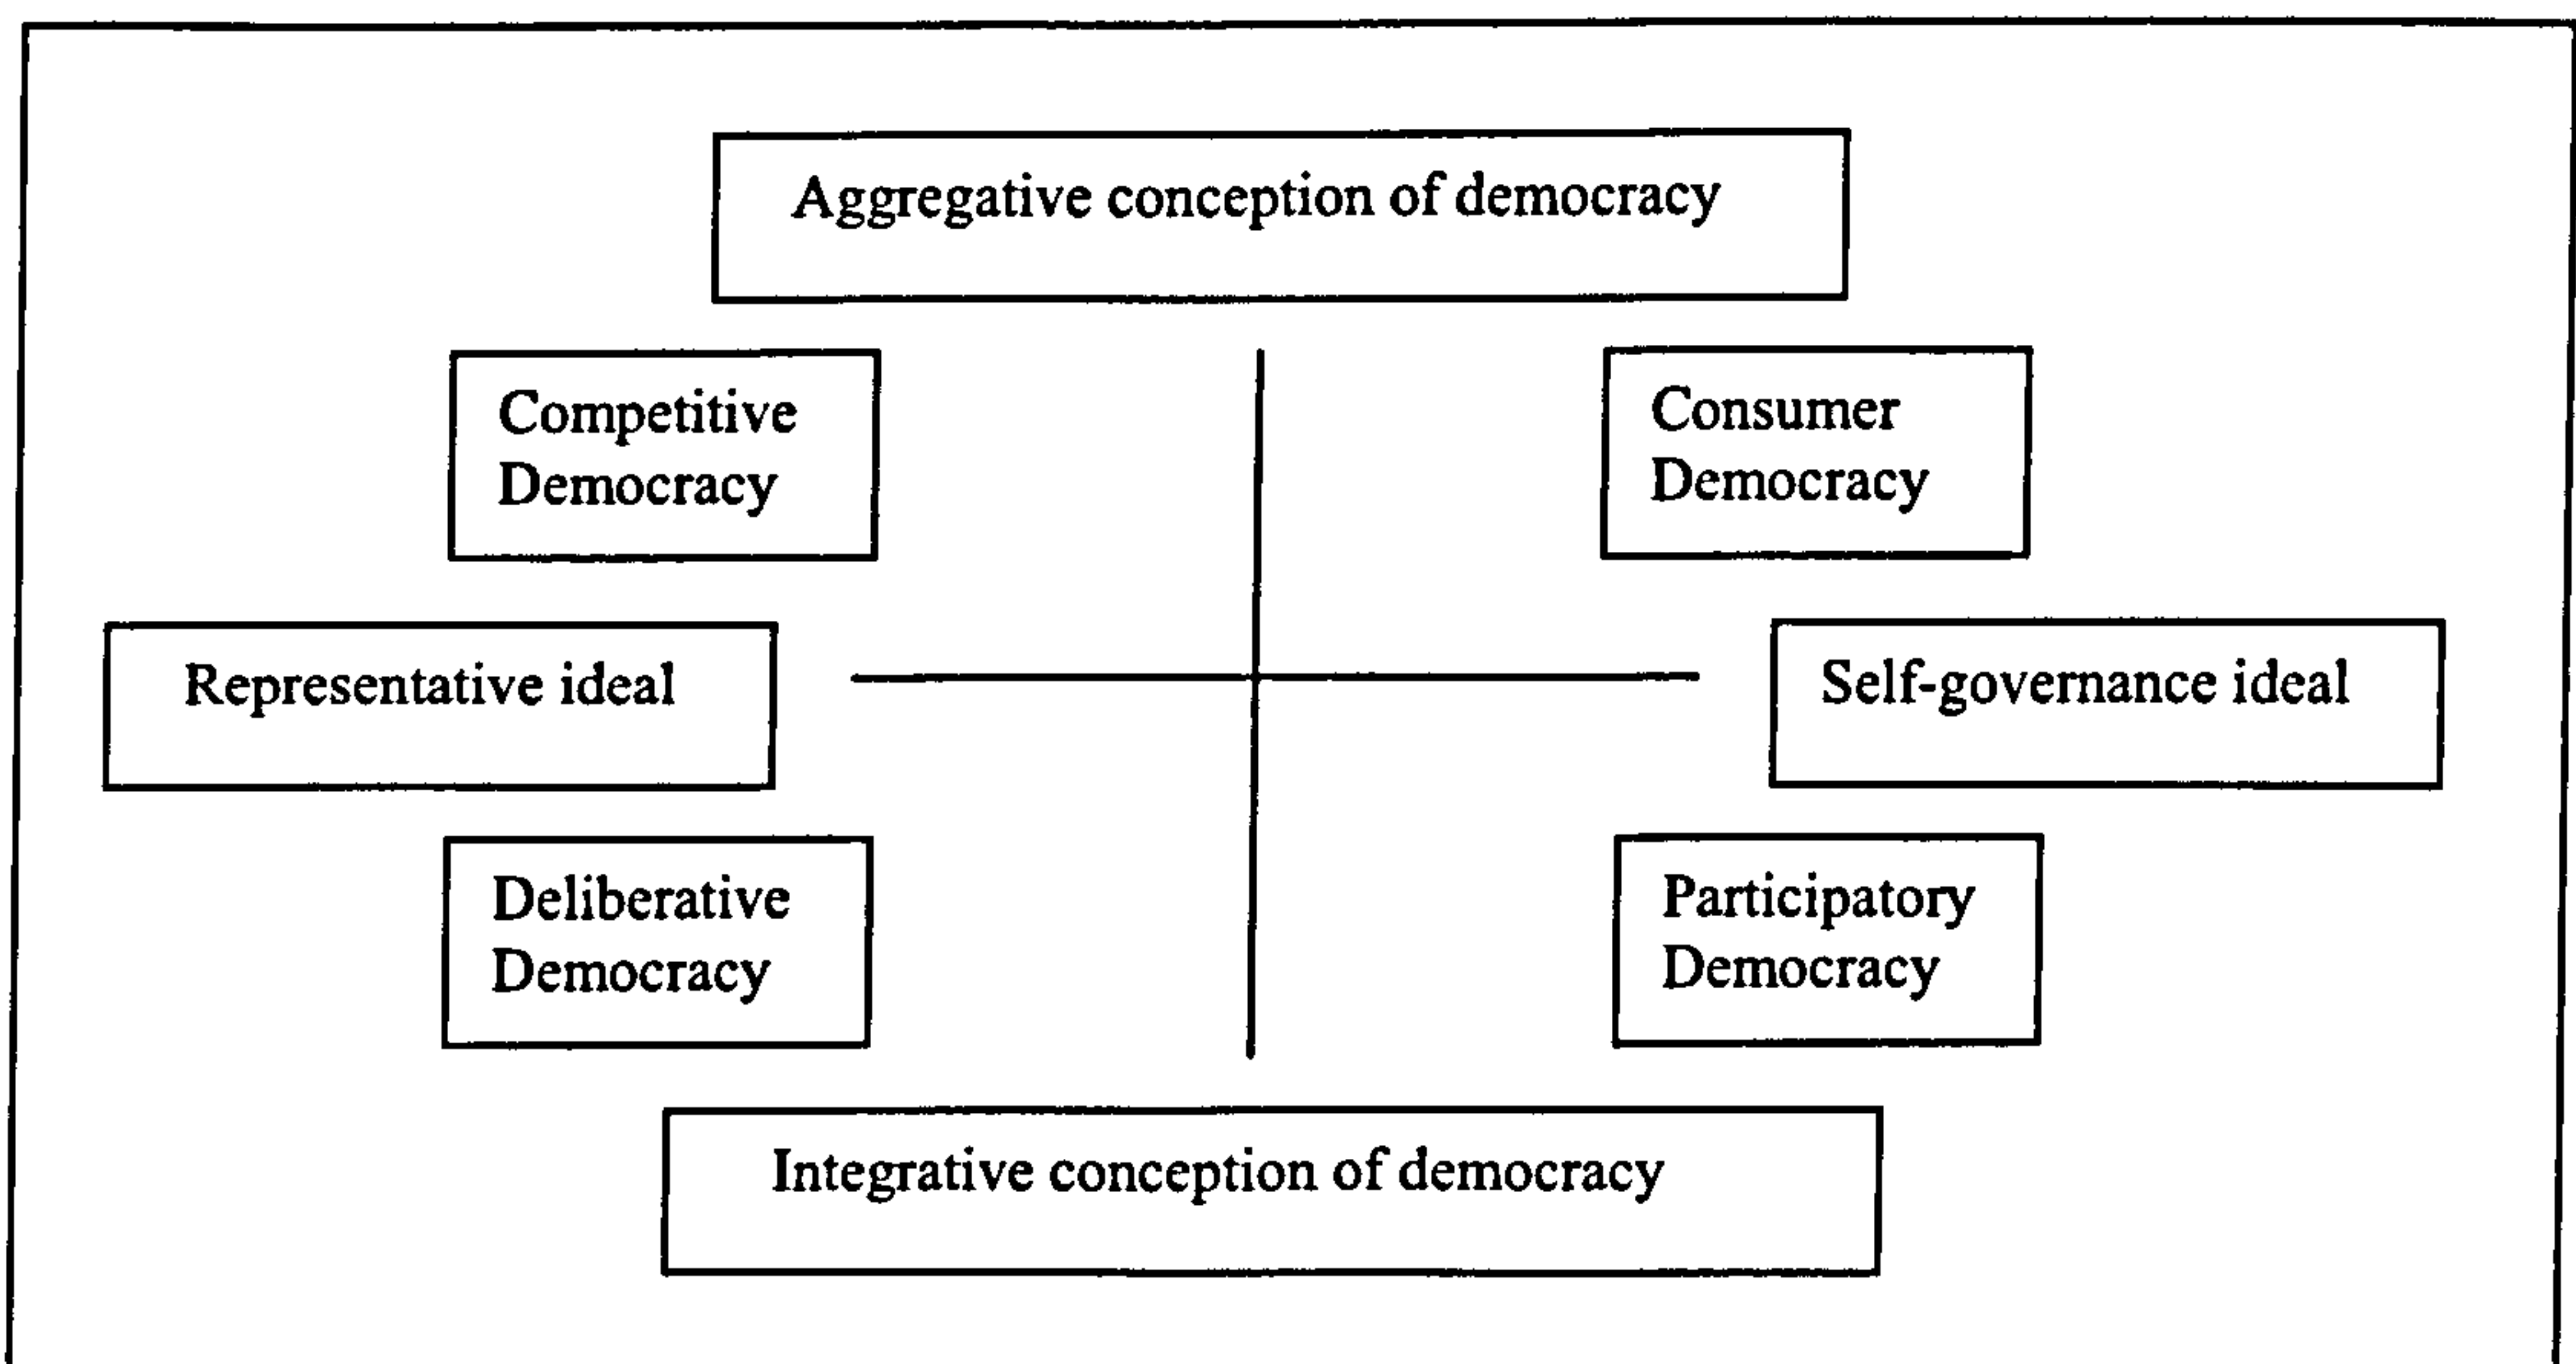 Aggregative conception of democracy
Competitive
Democracy
Consumer
Democracy
Representative ideal
Self-governance ideal
Deliberative
Democracy
Participatory
Democracy
Integrative conception of democracy